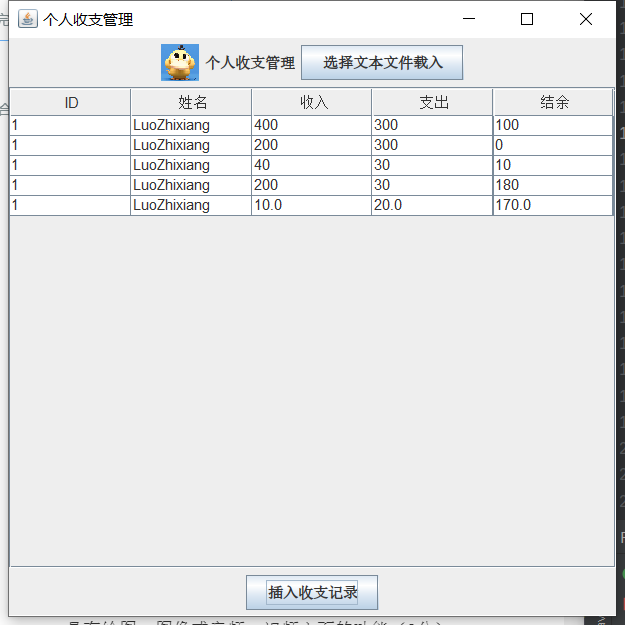 个人收支管理
个人收支管理 选择文本文件载入
ID 姓名 收入 支出 结余
1 LuoZhixiang 400 300 100
1 LuoZhixiang 200 300 0
1 LuoZhixiang 40 30 10
1 LuoZhixiang 200 30 180
1 LuoZhixiang 10.0 20.0 170.0
插入收支记录